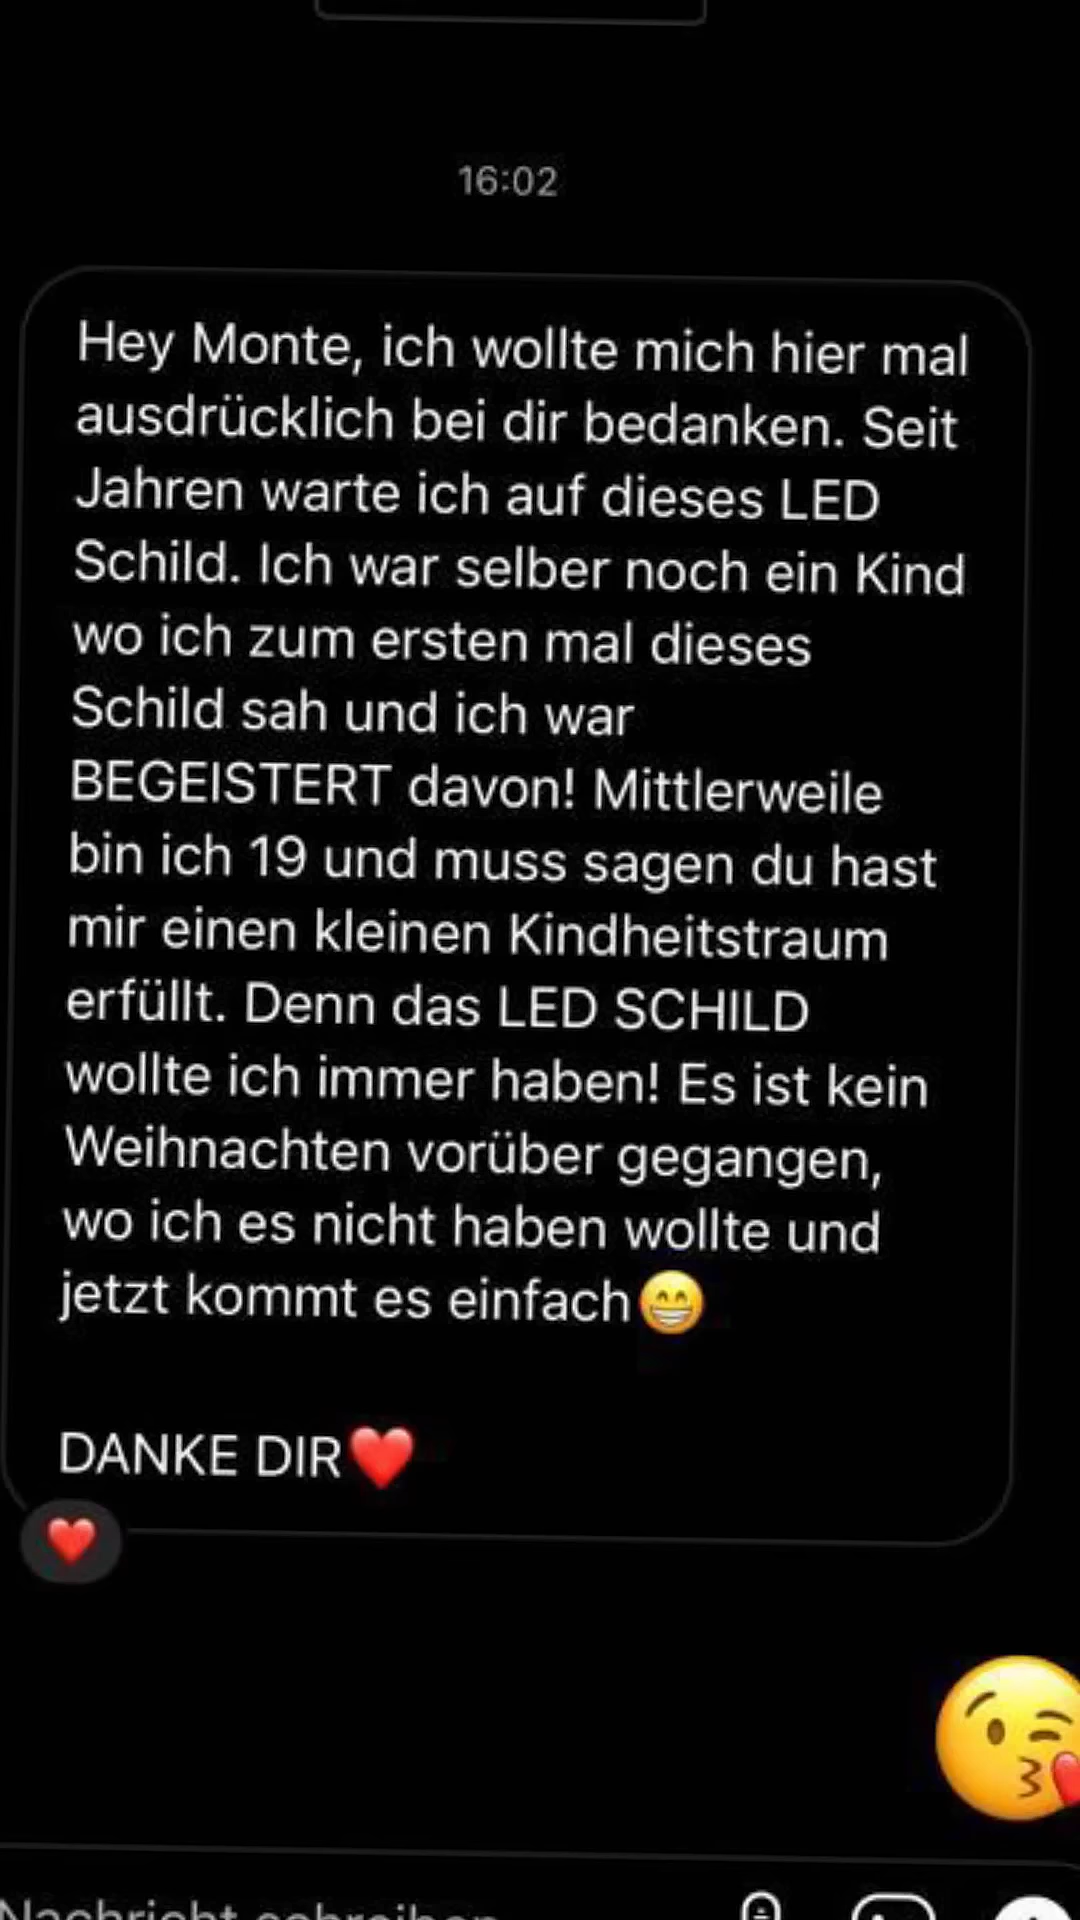 16:02
Hey Monte, ich wollte mich hier mal
ausdrücklich bei dir bedanken. Seit
Jahren warte ich auf dieses LED
Schild. Ich war selber noch ein Kind
wo ich zum ersten mal dieses
Schild sah und ich war
BEGEISTERT davon! Mittlerweile
bin ich 19 und muss sagen du hast
mir einen kleinen Kindheitstraum
erfüllt. Denn das LED SCHILD
wollte ich immer haben! Es ist kein
Weihnachten vorüber gegangen,
wo ich es nicht haben wollte und
jetzt kommt es einfach😁
DANKE DIR❤️
Nachricht schreiben